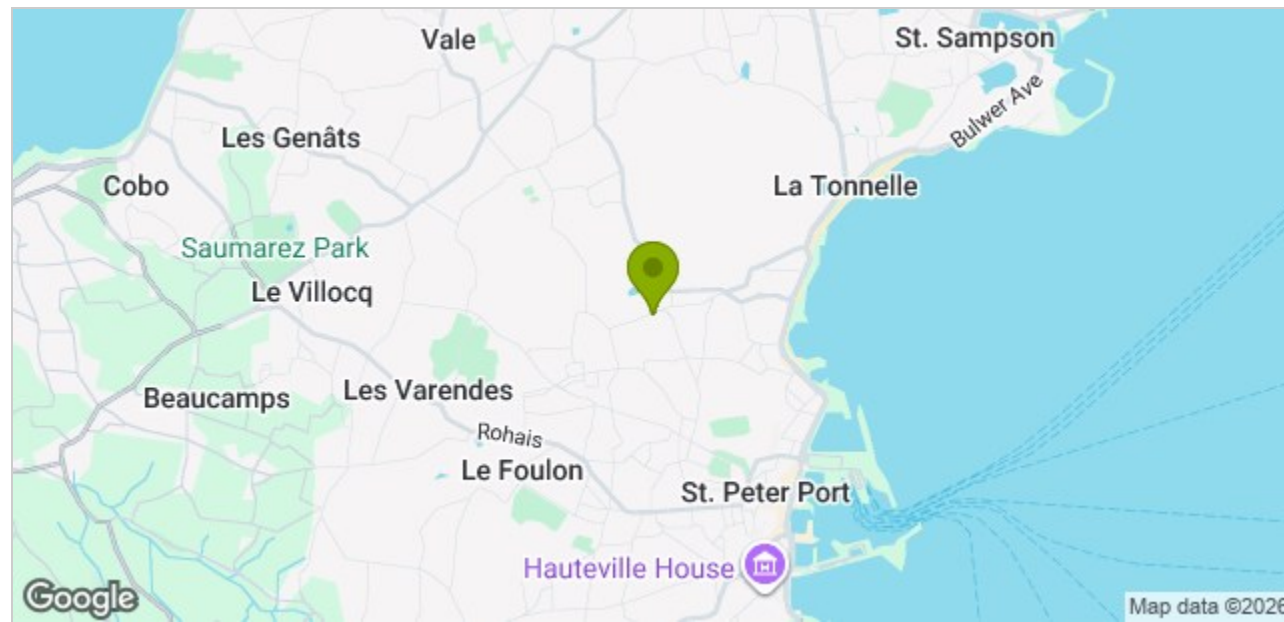 Vale
St. Sampson
Bulwer Ave
Les Genâts
Cobo
La Tonnelle
Saumarez Park
Le Villocq
Les Varendes
Beaucamps
Rohais
Le Foulon
St. Peter Port
Hauteville House
Google
Map data ©2026